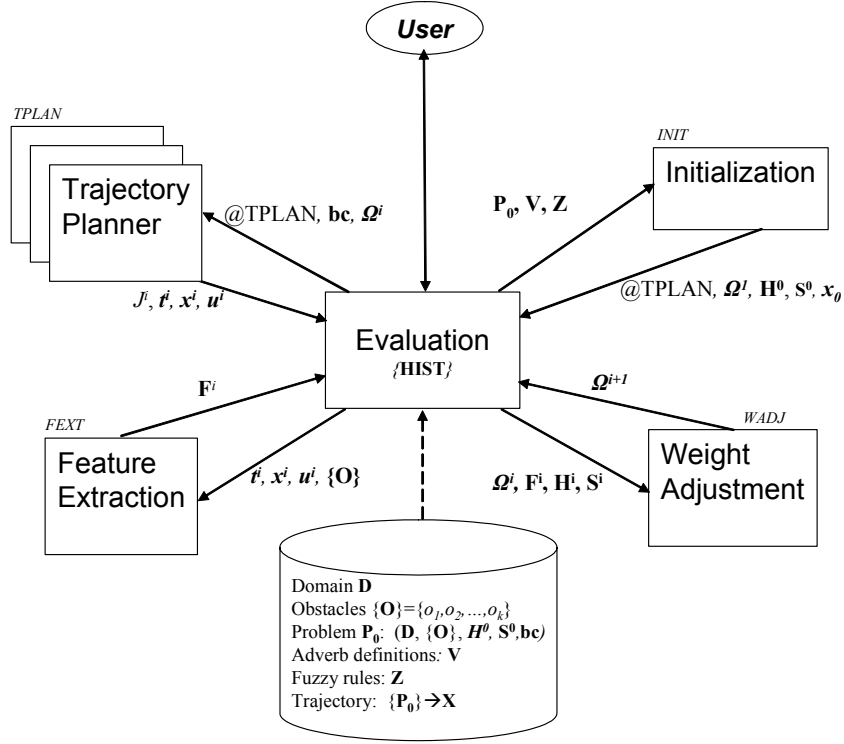 User
TPLAN
Trajectory
Planner
INIT
Initialization
@TPLAN, bc, Ωⁱ
P₀, V, Z
Jⁱ, tⁱ, xⁱ, uⁱ
@TPLAN, Ω¹, H⁰, S⁰, x₀
Evaluation
{HIST}
Fⁱ
Ωⁱ⁺¹
FEXT
Feature
Extraction
WADJ
Weight
Adjustment
tⁱ, xⁱ, uⁱ, {O}
Ωⁱ, Fⁱ, Hⁱ, Sⁱ
Domain D
Obstacles {O}={o₁,o₂,...,oₖ}
Problem P₀: (D, {O}, H⁰, S⁰,bc)
Adverb definitions: V
Fuzzy rules: Z
Trajectory: {P₀}→X